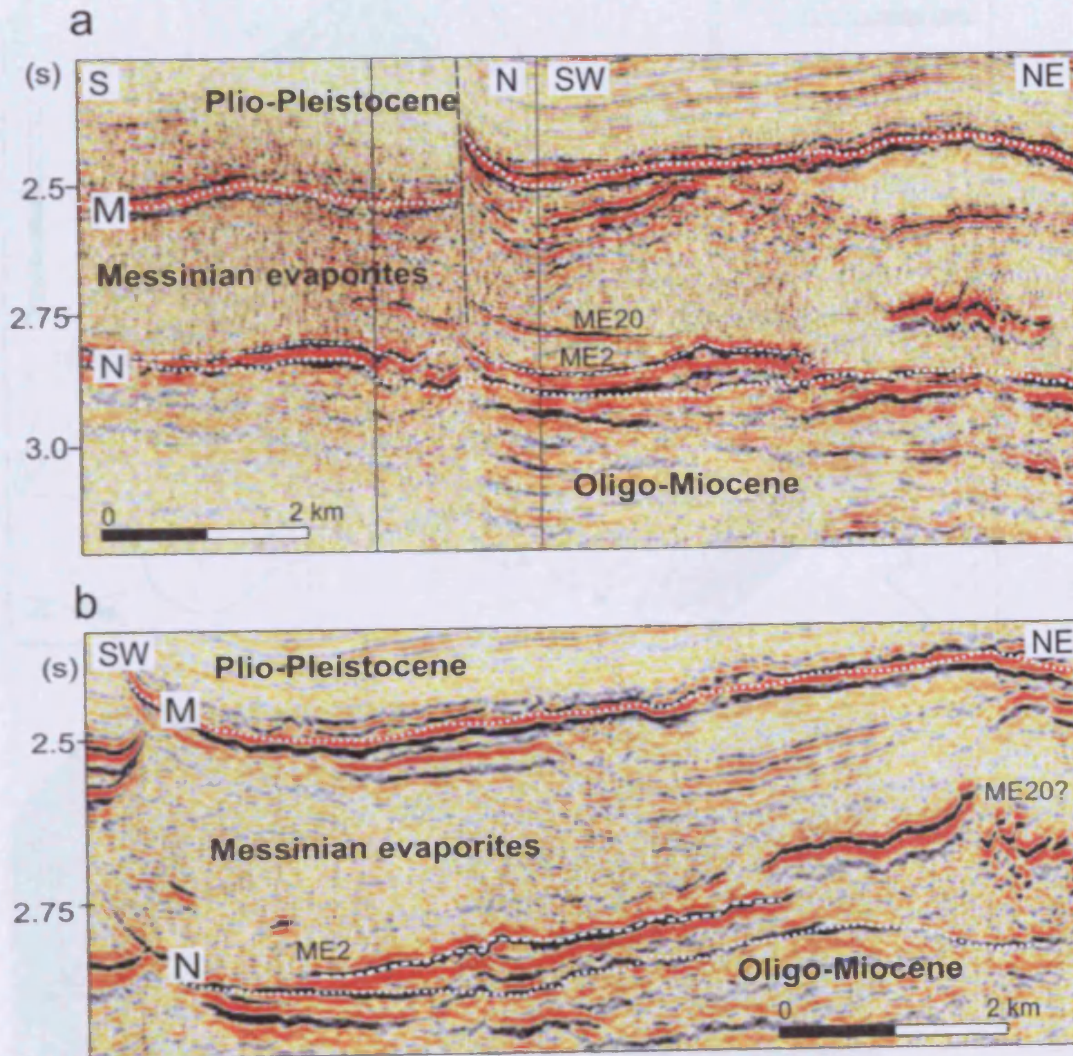 a
(s)
S
Plio-Pleistocene
N
SW
NE
2.5
M
Messinian evaporites
ME20
2.75
ME2
N
3.0
Oligo-Miocene
0 2 km
b
(s)
SW
Plio-Pleistocene
NE
M
2.5
ME20?
Messinian evaporites
2.75
ME2
N
Oligo-Miocene
0 2 km